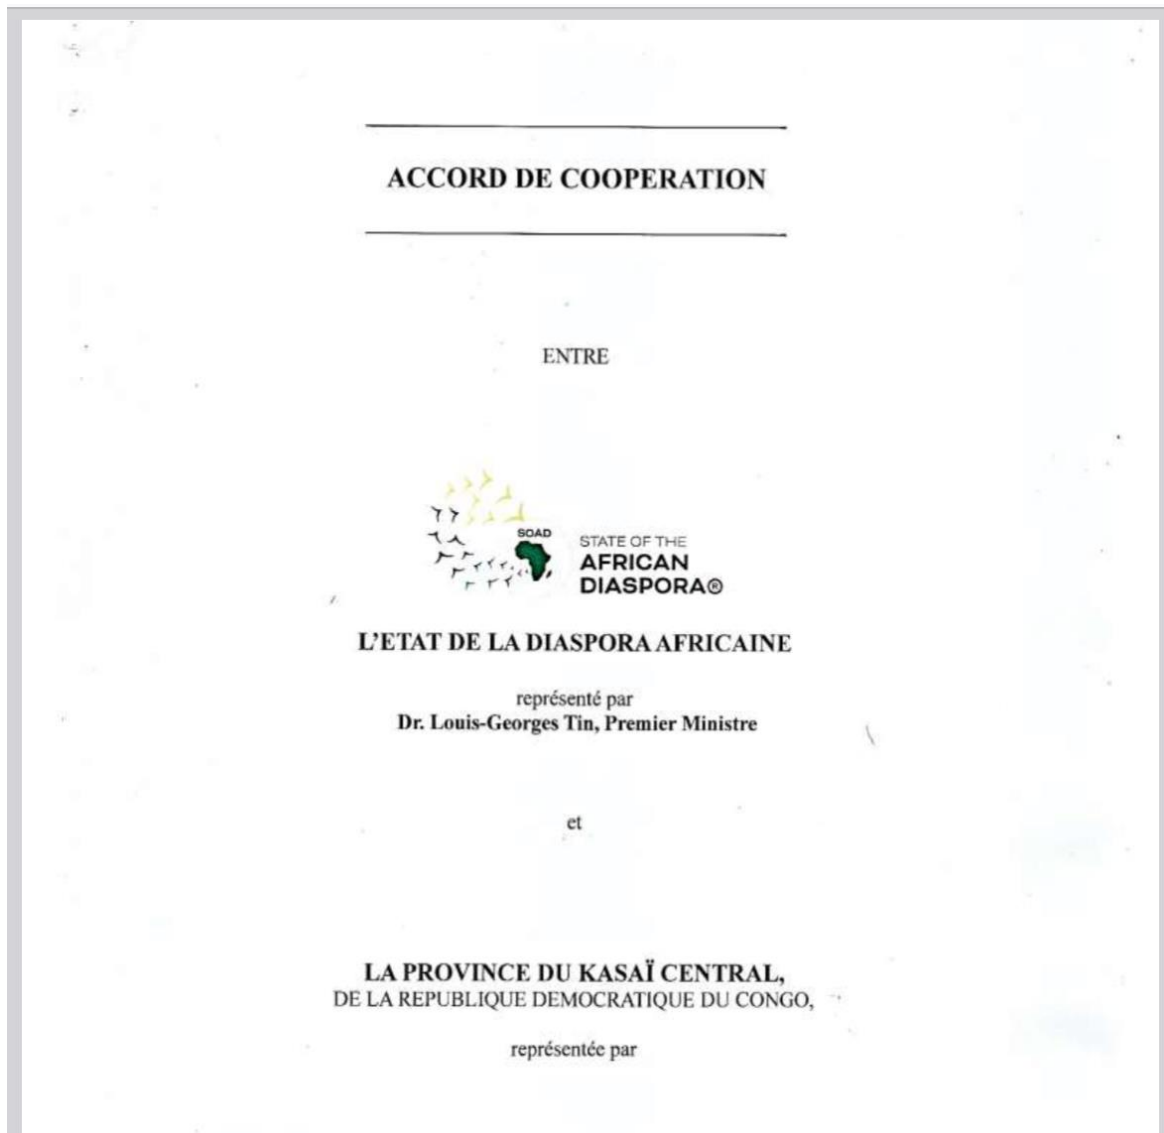 ACCORD DE COOPERATION
ENTRE
SOAD
STATE OF THE
AFRICAN
DIASPORA®
L'ETAT DE LA DIASPORA AFRICAINE
représenté par
Dr. Louis-Georges Tin, Premier Ministre
et
LA PROVINCE DU KASAÏ CENTRAL,
DE LA REPUBLIQUE DEMOCRATIQUE DU CONGO,
représentée par